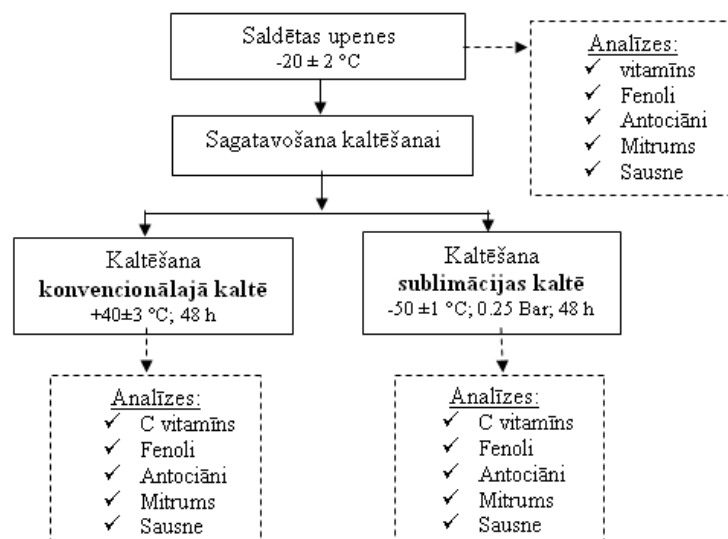 Saldētas upenes
-20 ± 2 °C
Analīzes:
✓ vitamīns
✓ Fenoli
✓ Antociāni
✓ Mitrums
✓ Sausne
Sagatavošana kaltēšanai
Kaltēšana
konvencionālajā kaltē
+40±3 °C; 48 h
Kaltēšana
sublimācijas kaltē
-50 ±1 °C; 0.25 Bar; 48 h
Analīzes:
✓ C vitamīns
✓ Fenoli
✓ Antociāni
✓ Mitrums
✓ Sausne
Analīzes:
✓ C vitamīns
✓ Fenoli
✓ Antociāni
✓ Mitrums
✓ Sausne